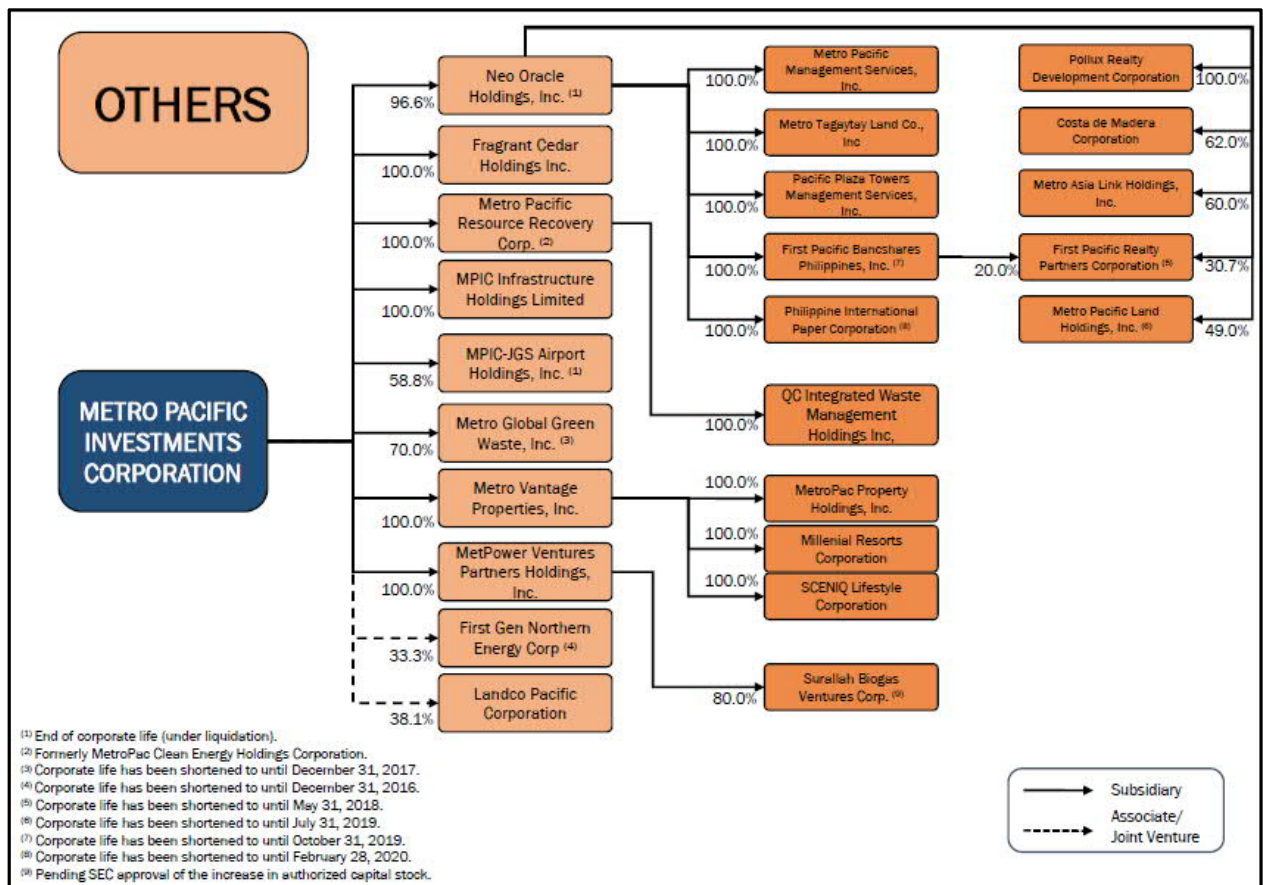 OTHERS
METRO PACIFIC
INVESTMENTS
CORPORATION
Neo Oracle
Holdings, Inc. (1)
96.6%
Fragrant Cedar
Holdings Inc.
100.0%
Metro Pacific
Resource Recovery
Corp. (2)
100.0%
MPIC Infrastructure
Holdings Limited
100.0%
MPIC-JGS Airport
Holdings, Inc. (1)
58.8%
Metro Global Green
Waste, Inc. (3)
70.0%
Metro Vantage
Properties, Inc.
100.0%
MetPower Ventures
Partners Holdings,
Inc.
100.0%
First Gen Northern
Energy Corp (4)
33.3%
Landco Pacific
Corporation
38.1%
Metro Pacific
Management Services,
Inc.
100.0%
Metro Tagaytay Land Co.,
Inc
100.0%
Pacific Plaza Towers
Management Services,
Inc.
100.0%
First Pacific Bancshares
Philippines, Inc. (7)
100.0%
Philippine International
Paper Corporation (8)
100.0%
QC Integrated Waste
Management
Holdings Inc,
100.0%
100.0%
MetroPac Property
Holdings, Inc.
100.0%
Millenial Resorts
Corporation
100.0%
SCENIQ Lifestyle
Corporation
Surallah Biogas
Ventures Corp. (9)
80.0%
Pollux Realty
Development Corporation
100.0%
Costa de Madera
Corporation
62.0%
Metro Asia Link Holdings,
Inc.
60.0%
First Pacific Realty
Partners Corporation (5)
20.0%
30.7%
Metro Pacific Land
Holdings, Inc. (6)
49.0%
(1) End of corporate life (under liquidation).
(2) Formerly MetroPac Clean Energy Holdings Corporation.
(3) Corporate life has been shortened to until December 31, 2017.
(4) Corporate life has been shortened to until December 31, 2016.
(5) Corporate life has been shortened to until May 31, 2018.
(6) Corporate life has been shortened to until July 31, 2019.
(7) Corporate life has been shortened to until October 31, 2019.
(8) Corporate life has been shortened to until February 28, 2020.
(9) Pending SEC approval of the increase in authorized capital stock.
Subsidiary
Associate/
Joint Venture